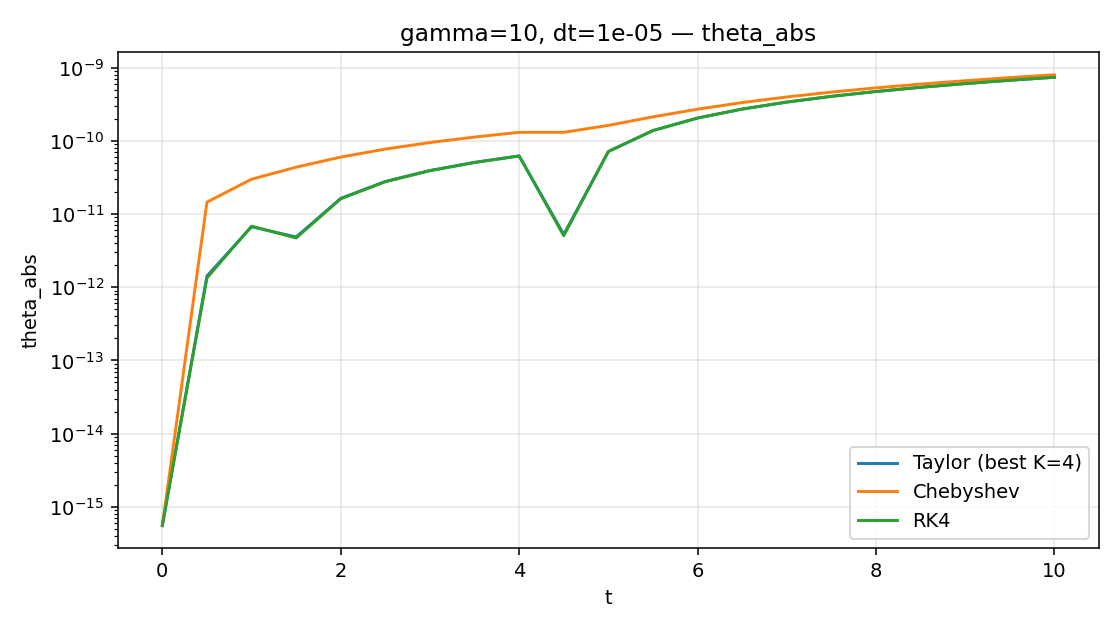 gamma=10, dt=1e-05 — theta_abs
theta_abs
10⁻⁹
10⁻¹⁰
10⁻¹¹
10⁻¹²
10⁻¹³
10⁻¹⁴
10⁻¹⁵
Taylor (best K=4)
Chebyshev
RK4
0 2 4 6 8 10
t